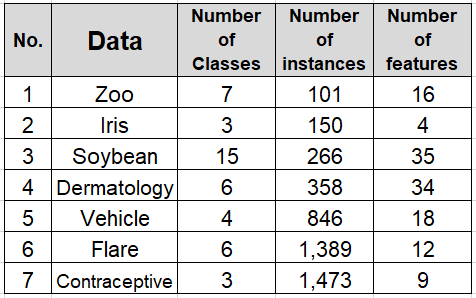 No. Data Number of Classes Number of instances Number of features
1 Zoo 7 101 16
2 Iris 3 150 4
3 Soybean 15 266 35
4 Dermatology 6 358 34
5 Vehicle 4 846 18
6 Flare 6 1,389 12
7 Contraceptive 3 1,473 9